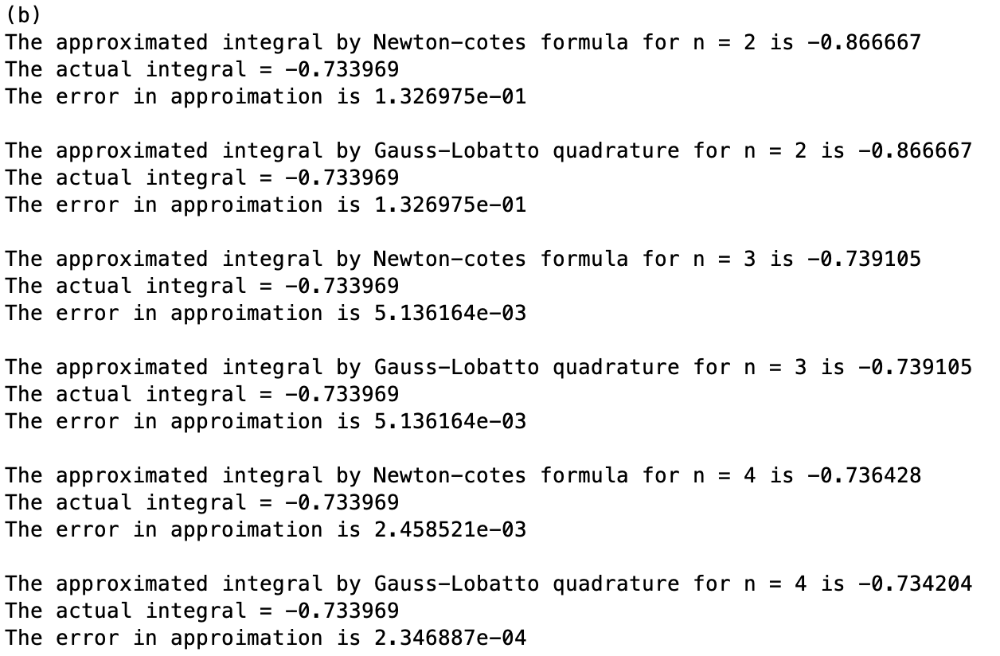 (b)
The approximated integral by Newton-cotes formula for n = 2 is -0.866667
The actual integral = -0.733969
The error in approimation is 1.326975e-01
The approximated integral by Gauss-Lobatto quadrature for n = 2 is -0.866667
The actual integral = -0.733969
The error in approimation is 1.326975e-01
The approximated integral by Newton-cotes formula for n = 3 is -0.739105
The actual integral = -0.733969
The error in approimation is 5.136164e-03
The approximated integral by Gauss-Lobatto quadrature for n = 3 is -0.739105
The actual integral = -0.733969
The error in approimation is 5.136164e-03
The approximated integral by Newton-cotes formula for n = 4 is -0.736428
The actual integral = -0.733969
The error in approimation is 2.458521e-03
The approximated integral by Gauss-Lobatto quadrature for n = 4 is -0.734204
The actual integral = -0.733969
The error in approimation is 2.346887e-04